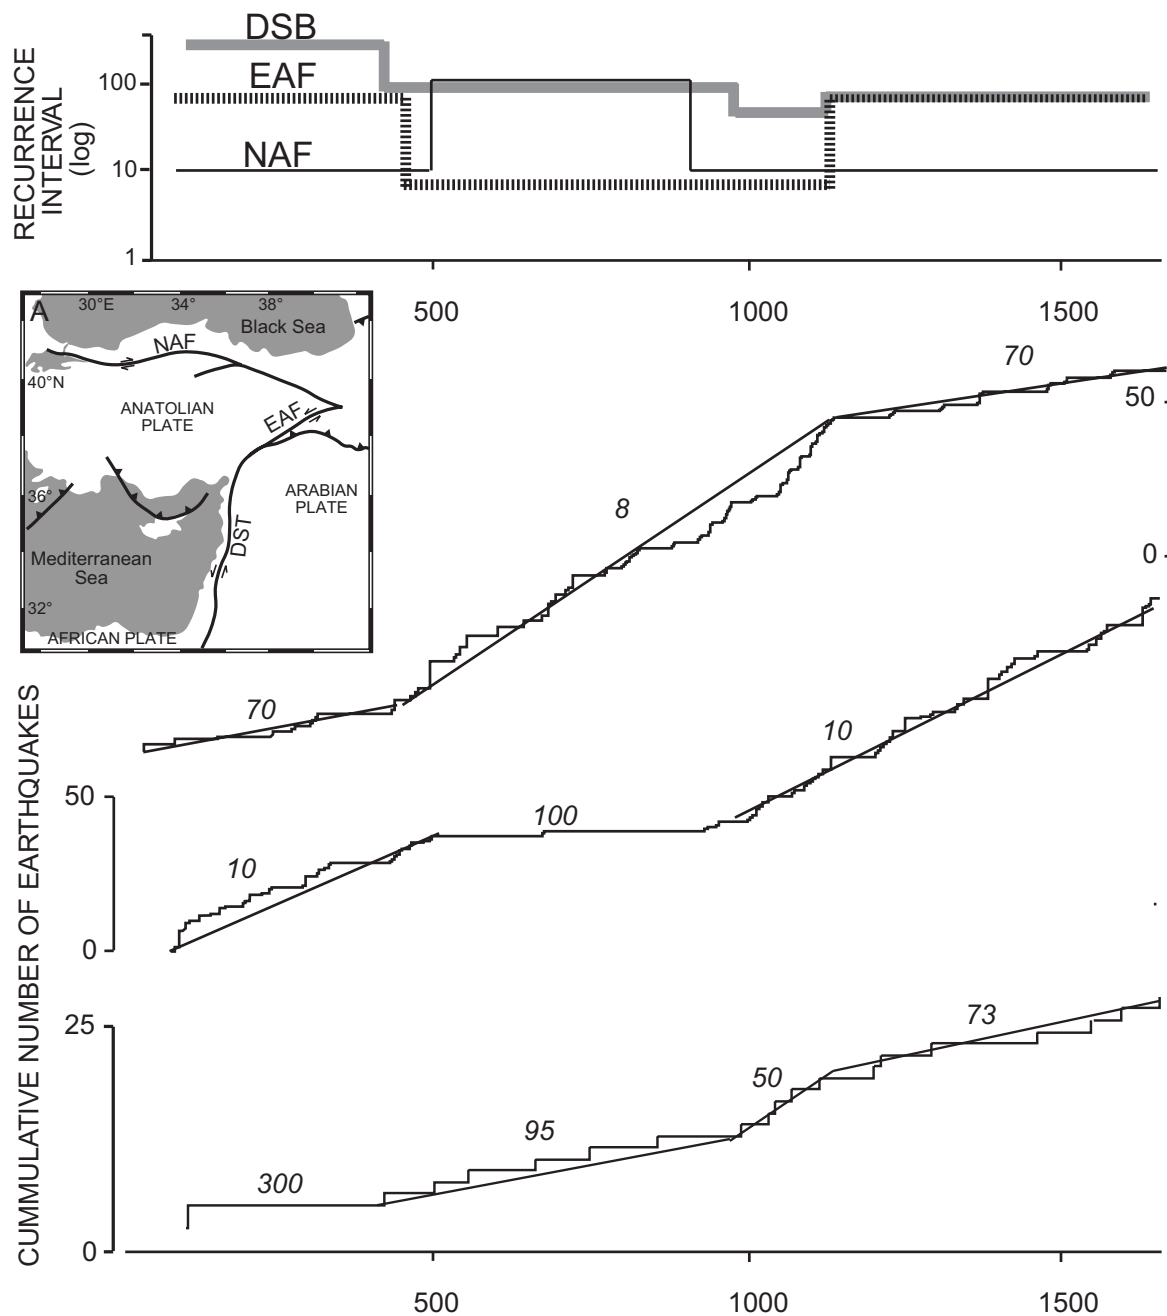 DSB
EAF
NAF
RECURRENCE
INTERVAL
(log)
100
10
1
500
1000
1500
A
30°E
34°
38°
Black Sea
NAF
40°N
ANATOLIAN
PLATE
EAF
36°
ARABIAN
PLATE
DST
Mediterranean
Sea
32°
AFRICAN PLATE
70
50
8
0
70
CUMMULATIVE NUMBER OF EARTHQUAKES
50
10
100
10
0
25
73
50
95
300
0
500
1000
1500